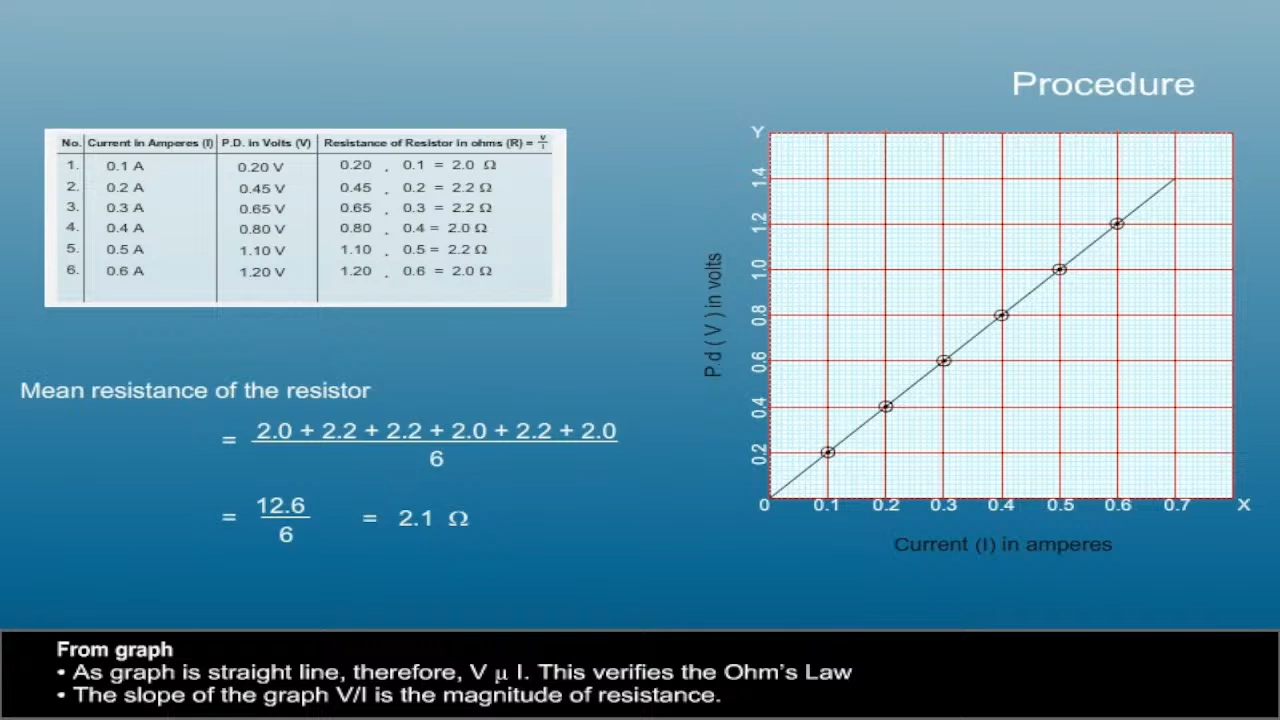 Procedure
No. Current In Amperes (I) P.D. In Volts (V) Resistance of Resistor In ohms (R) = V/I
1. 0.1 A 0.20 V 0.20 . 0.1 = 2.0 Ω
2. 0.2 A 0.45 V 0.45 . 0.2 = 2.2 Ω
3. 0.3 A 0.65 V 0.65 . 0.3 = 2.2 Ω
4. 0.4 A 0.80 V 0.80 . 0.4 = 2.0 Ω
5. 0.5 A 1.10 V 1.10 . 0.5 = 2.2 Ω
6. 0.6 A 1.20 V 1.20 . 0.6 = 2.0 Ω
Mean resistance of the resistor
= 2.0 + 2.2 + 2.2 + 2.0 + 2.2 + 2.0
6
= 12.6 = 2.1 Ω
6
Y
1.4
1.2
1.0
0.8
0.6
0.4
0.2
P.d ( V ) in volts
0 0.1 0.2 0.3 0.4 0.5 0.6 0.7 X
Current (I) in amperes
From graph
• As graph is straight line, therefore, V µ I. This verifies the Ohm's Law
• The slope of the graph V/I is the magnitude of resistance.